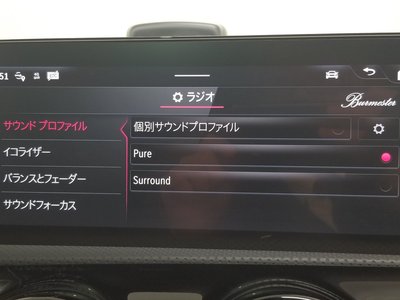 51
ラジオ
Burmester
サウンド プロファイル
個別サウンドプロファイル
イコライザー
Pure
バランスとフェーダー
Surround
サウンドフォーカス